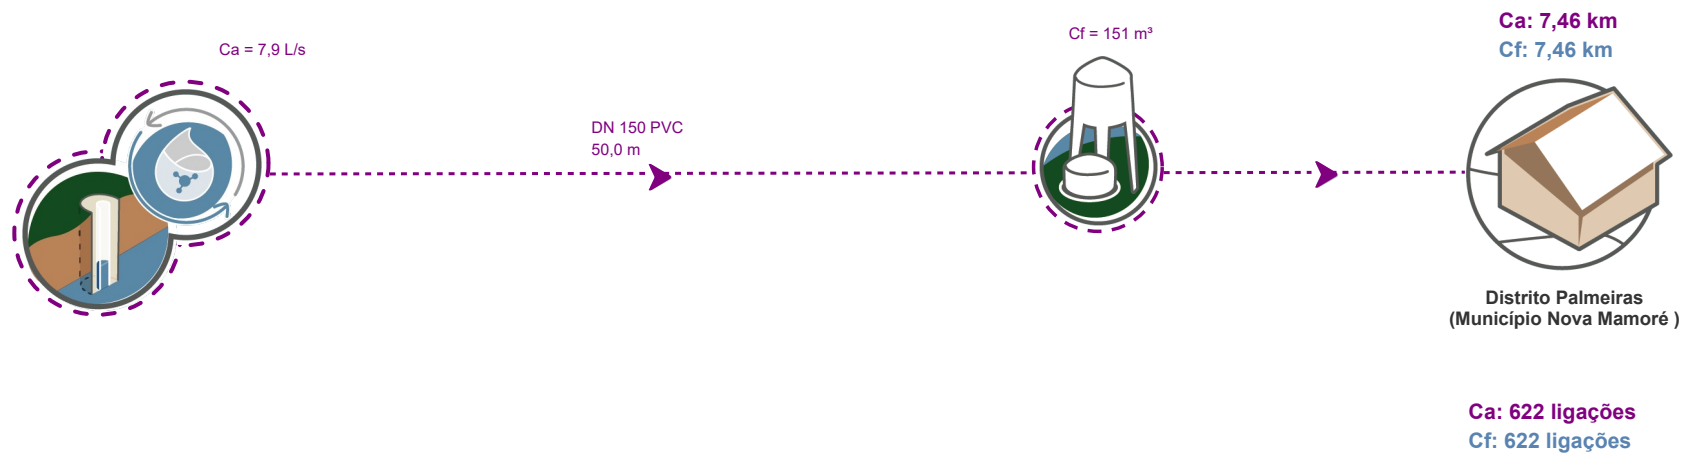 Ca = 7,9 L/s
DN 150 PVC
50,0 m
Cf = 151 m³
Ca: 7,46 km
Cf: 7,46 km
Distrito Palmeiras
(Município Nova Mamoré )
Ca: 622 ligações
Cf: 622 ligações